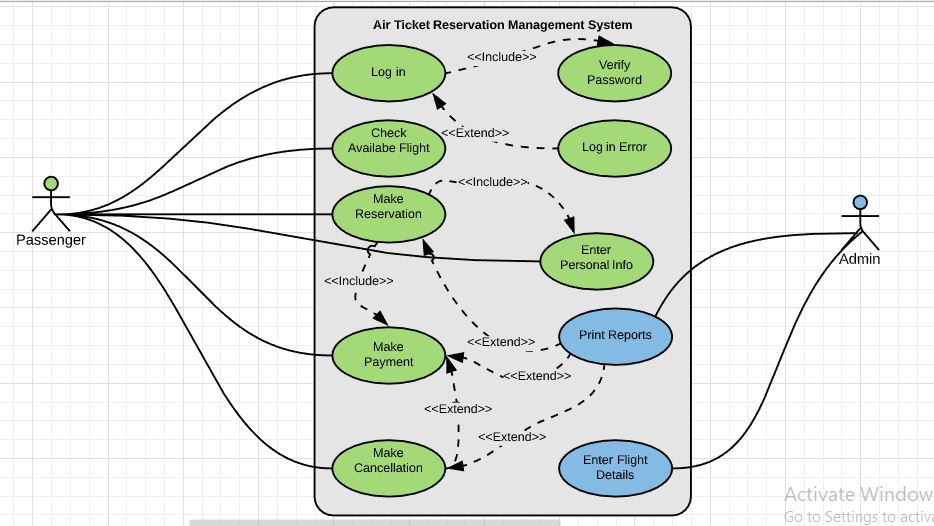 Air Ticket Reservation Management System
<<Include>>
Log in
Verify
Password
<<Extend>>
Check
Availabe Flight
Log in Error
<<Include>>
Make
Reservation
Passenger
Enter
Personal Info
Admin
<<Include>>
Print Reports
<<Extend>>
Make
Payment
<<Extend>>
<<Extend>>
<<Extend>>
Make
Cancellation
Enter Flight
Details
Activate Window
Go to Settings to activa